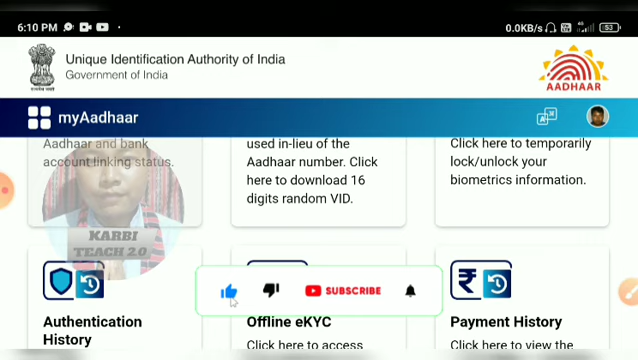 6:10 PM
0.0KB/s
4G
53
Unique Identification Authority of India
Government of India
AADHAAR
myAadhaar
Aadhaar and bank
account linking status.
used in-lieu of the
Aadhaar number. Click
here to download 16
digits random VID.
Click here to temporarily
lock/unlock your
biometrics information.
KARBI
TEACH 2.0
SUBSCRIBE
Authentication
History
Offline eKYC
Click here to access
Payment History
Click here to view the